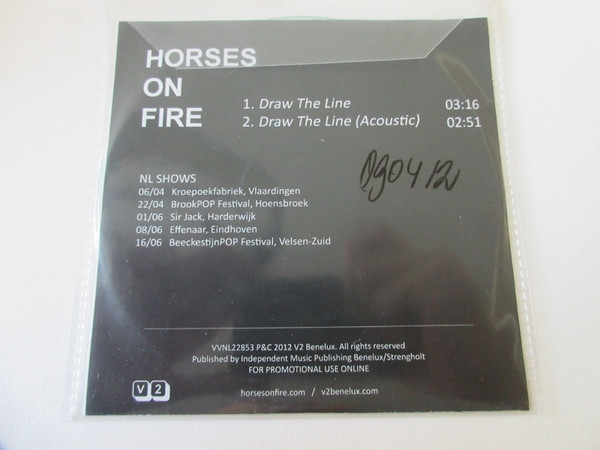 HORSES
ON
FIRE
1. Draw The Line 03:16
2. Draw The Line (Acoustic) 02:51
090412
NL SHOWS
06/04 Kroepoekfabriek, Vlaardingen
22/04 BrookPOP Festival, Hoensbroek
01/06 Sir Jack, Harderwijk
08/06 Effenaar, Eindhoven
16/06 BeeckestijnPOP Festival, Velsen-Zuid
VVNL22853 P&C 2012 V2 Benelux. All rights reserved
Published by Independent Music Publishing Benelux/Strengholt
FOR PROMOTIONAL USE ONLINE
V2
horsesonfire.com / v2benelux.com